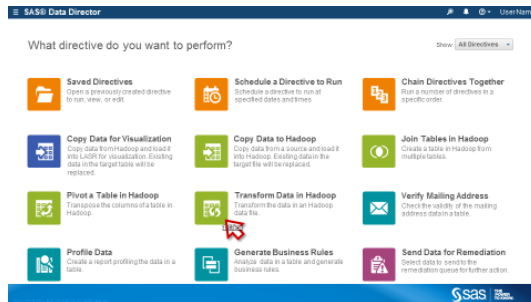 SAS® Data Director
UserNam
What directive do you want to perform?
Show: All Directives
Saved Directives
Open a previously created directive
to run, view, or edit.
Schedule a Directive to Run
Schedule a directive to run at
specified dates and times
Chain Directives Together
Run a number of directives in a
specific order.
Copy Data for Visualization
Copy data from a source and load it
into LASR for visualization. Existing
data in the target table will be
replaced.
Copy Data to Hadoop
Copy data from a source and load it
into Hadoop. Existing data in the
target file will be replaced.
Join Tables in Hadoop
Create a table in Hadoop from
multiple tables.
Pivot a Table in Hadoop
Transpose the columns of a table in
Hadoop.
Transform Data in Hadoop
Transform the data in an Hadoop
data file.
Verify Mailing Address
Check the validity of the mailing
address data in a table.
Profile Data
Create a report profiling the data in a
table.
Generate Business Rules
Analyze data in a table and generate
business rules.
Send Data for Remediation
Select data to send to the
remediation queue for further action.
sas
THE
POWER
TO KNOW